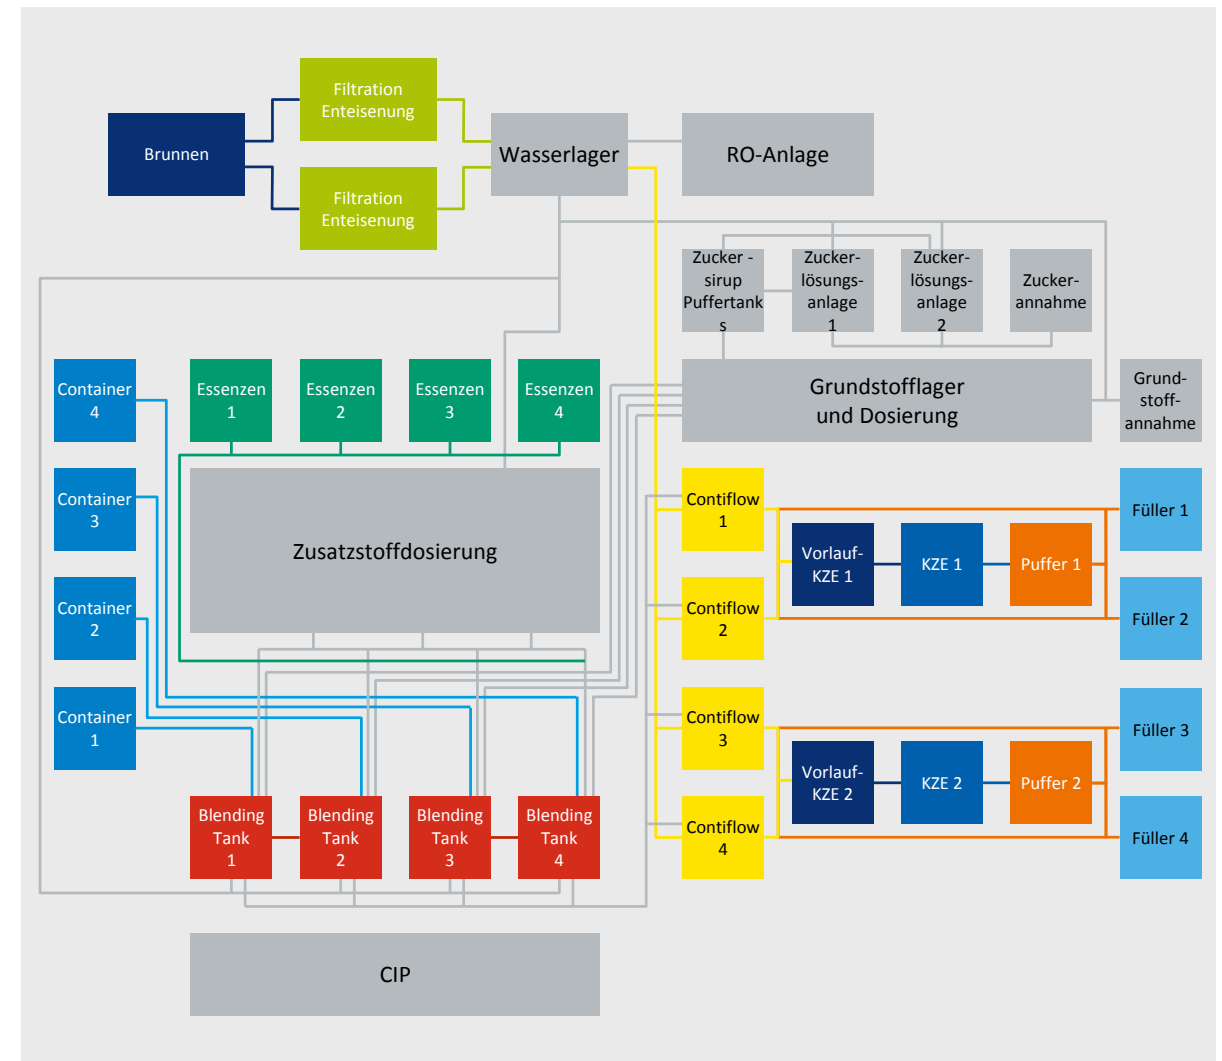 Brunnen
Filtration
Enteisenung
Filtration
Enteisenung
Wasserlager
RO-Anlage
Zucker -
sirup
Puffertank
s
Zucker-
lösungs-
anlage
1
Zucker-
lösungs-
anlage
2
Zucker-
annahme
Container
4
Essenzen
1
Essenzen
2
Essenzen
3
Essenzen
4
Grundstofflager
und Dosierung
Grund-
stoff-
annahme
Container
3
Zusatzstoffdosierung
Contiflow
1
Vorlauf-
KZE 1
KZE 1
Puffer 1
Füller 1
Container
2
Contiflow
2
Füller 2
Container
1
Contiflow
3
Vorlauf-
KZE 2
KZE 2
Puffer 2
Füller 3
Blending
Tank
1
Blending
Tank
2
Blending
Tank
3
Blending
Tank
4
Contiflow
4
Füller 4
CIP